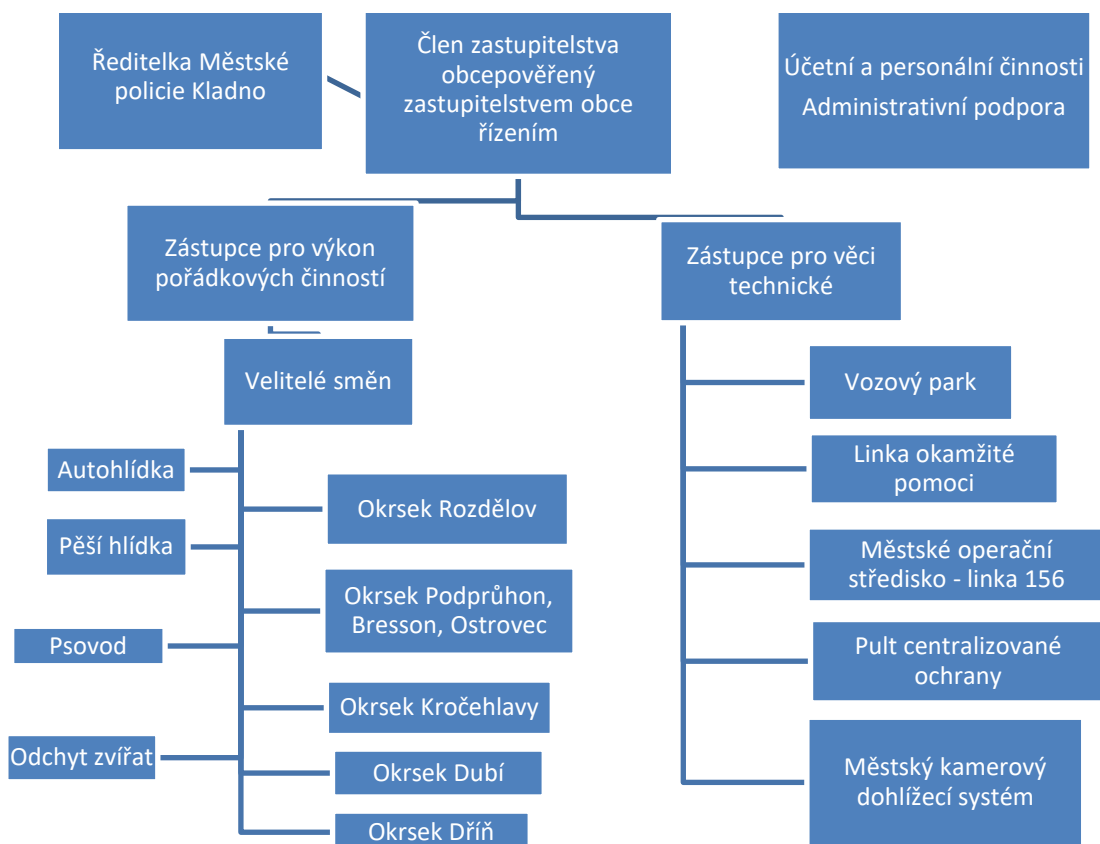 Ředitelka Městské
policie Kladno
Člen zastupitelstva
obcepověřený
zastupitelstvem obce
řízením
Účetní a personální činnosti
Administrativní podpora
Zástupce pro výkon
pořádkových činností
Zástupce pro věci
technické
Velitelé směn
Autohlídka
Pěší hlídka
Psovod
Odchyt zvířat
Okrsek Rozdělov
Okrsek Podprůhon,
Bresson, Ostrovec
Okrsek Kročehlavy
Okrsek Dubí
Okrsek Dříň
Vozový park
Linka okamžité
pomoci
Městské operační
středisko - linka 156
Pult centralizované
ochrany
Městský kamerový
dohlížecí systém